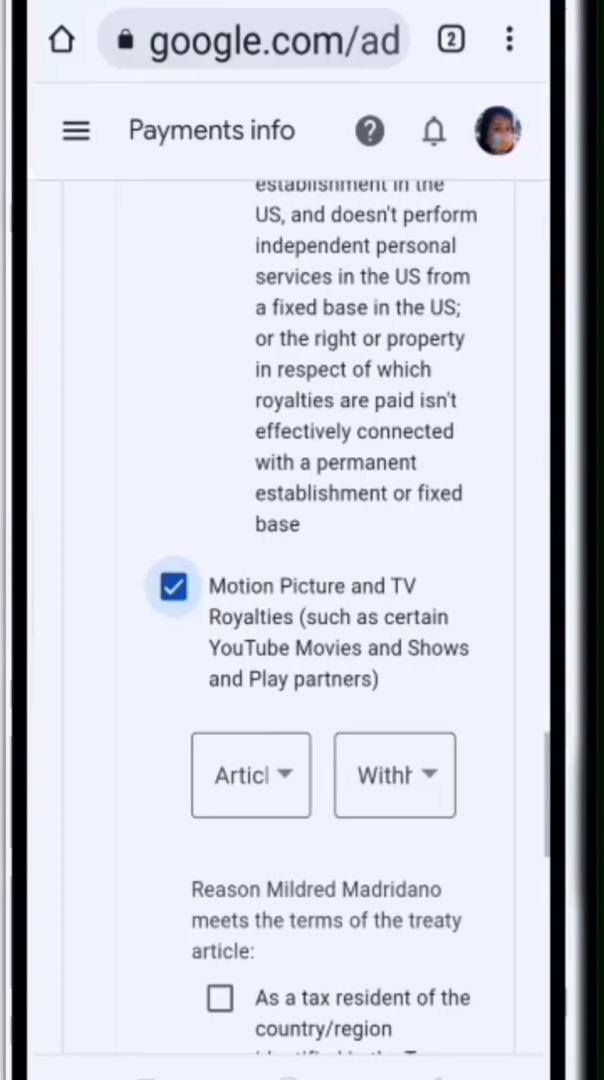 google.com/ad
2
Payments info
establishment in the
US, and doesn't perform
independent personal
services in the US from
a fixed base in the US;
or the right or property
in respect of which
royalties are paid isn't
effectively connected
with a permanent
establishment or fixed
base
Motion Picture and TV
Royalties (such as certain
YouTube Movies and Shows
and Play partners)
Articl
Withh
Reason Mildred Madridano
meets the terms of the treaty
article:
As a tax resident of the
country/region